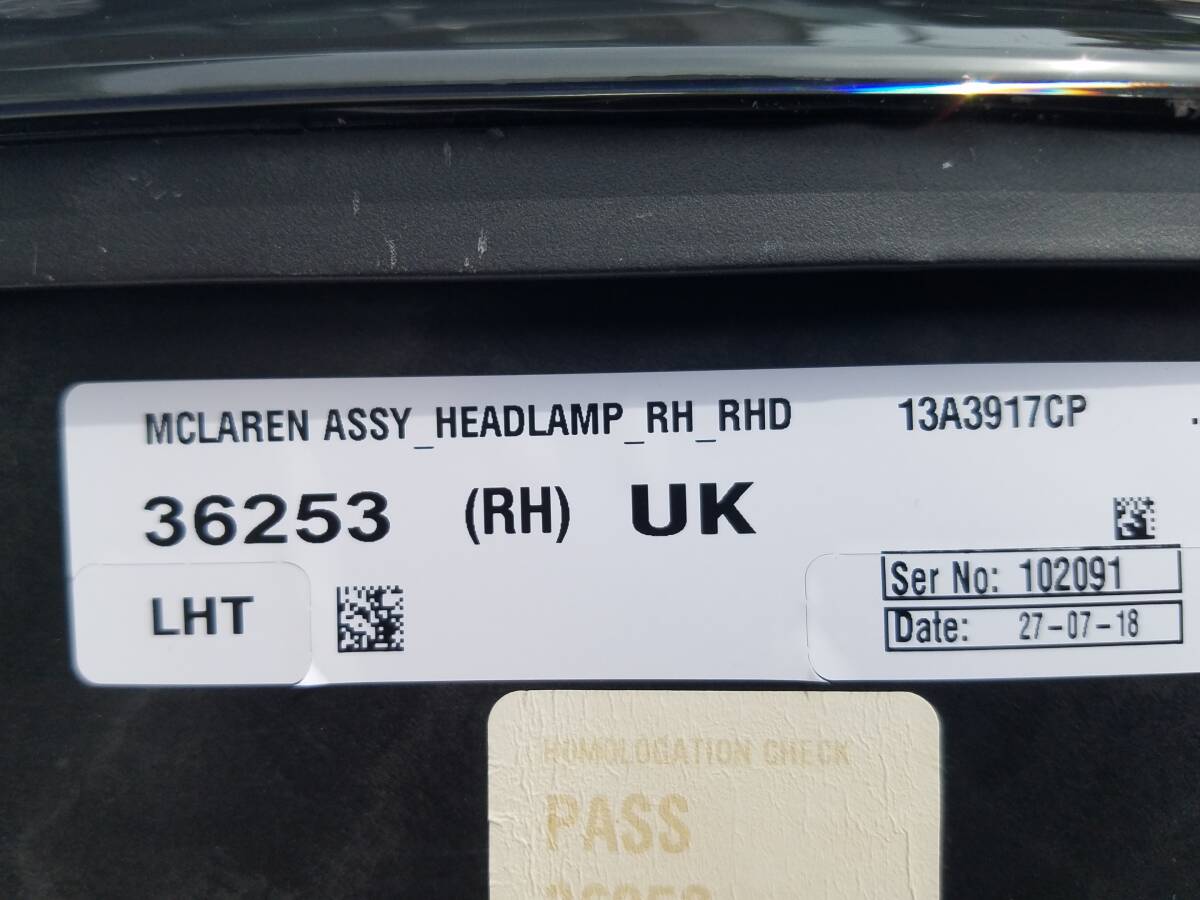 MCLAREN ASSY_HEADLAMP_RH_RHD 13A3917CP
36253 (RH) UK
LHT
Ser No: 102091
Date: 27-07-18
HOMOLOGATION CHECK
PASS